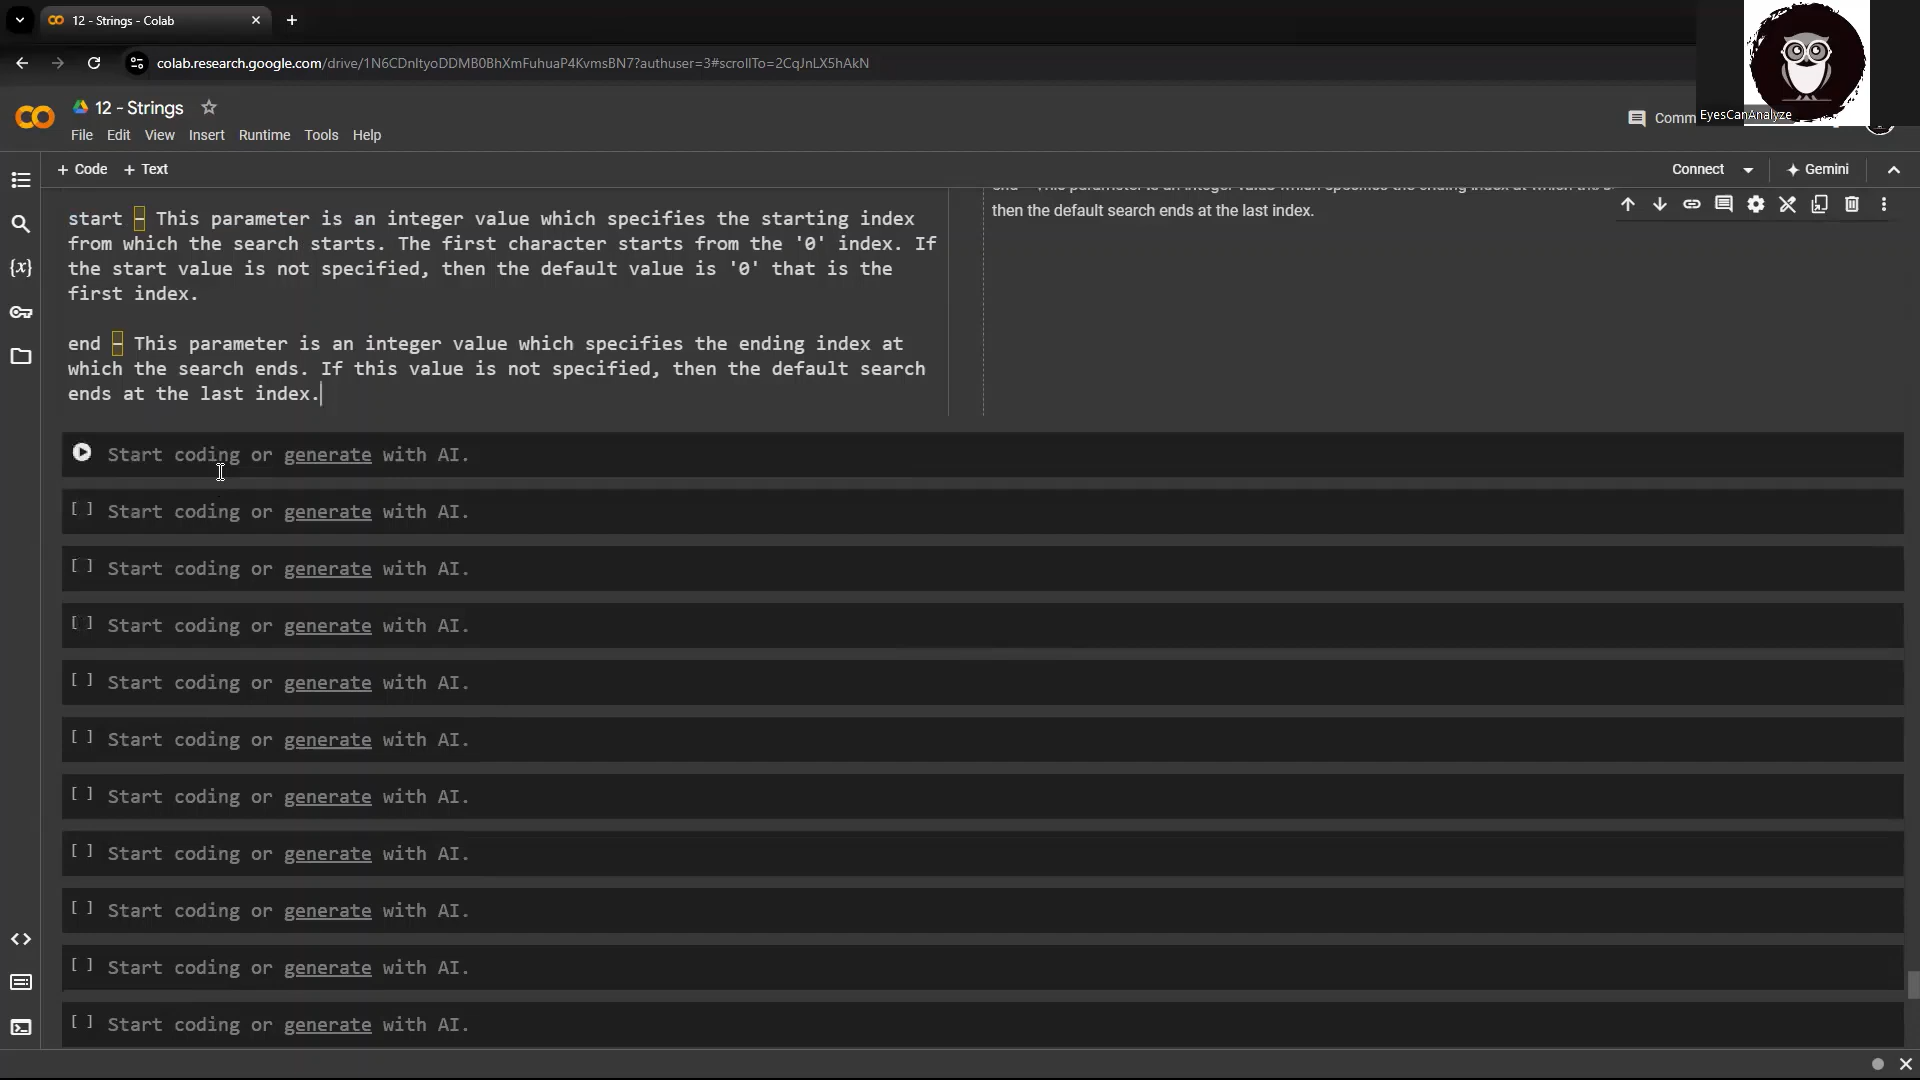 12 - Strings - Colab
colab.research.google.com/drive/1N6CDnItyoDDMB0BhXmFuhuaP4KvmsBN7?authuser=3#scrollTo=2CqJnLX5hAkN
12 - Strings
File Edit View Insert Runtime Tools Help
Comm
EyesCanAnalyze
+ Code + Text
Connect
Gemini
start – This parameter is an integer value which specifies the starting index
from which the search starts. The first character starts from the '0' index. If
the start value is not specified, then the default value is '0' that is the
first index.
end – This parameter is an integer value which specifies the ending index at
which the search ends. If this value is not specified, then the default search
ends at the last index.
then the default search ends at the last index.
Start coding or generate with AI.
[ ] Start coding or generate with AI.
[ ] Start coding or generate with AI.
[ ] Start coding or generate with AI.
[ ] Start coding or generate with AI.
[ ] Start coding or generate with AI.
[ ] Start coding or generate with AI.
[ ] Start coding or generate with AI.
[ ] Start coding or generate with AI.
[ ] Start coding or generate with AI.
[ ] Start coding or generate with AI.